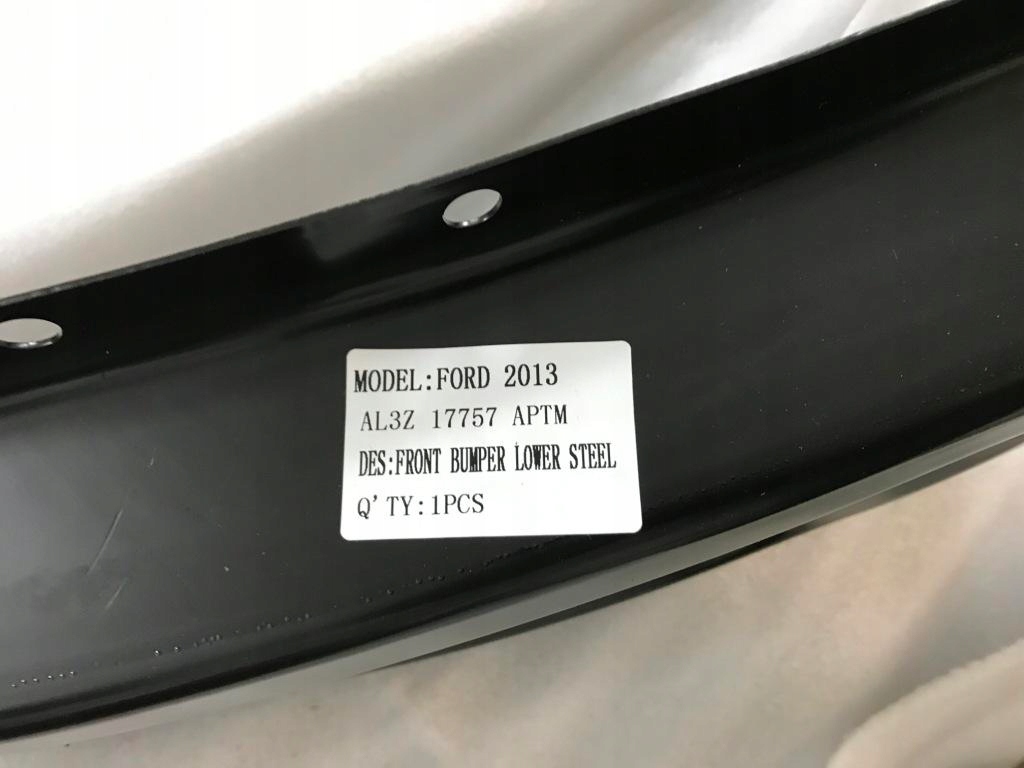 MODEL:FORD 2013
AL3Z 17757 APTM
DES:FRONT BUMPER LOWER STEEL
Q'TY:1PCS